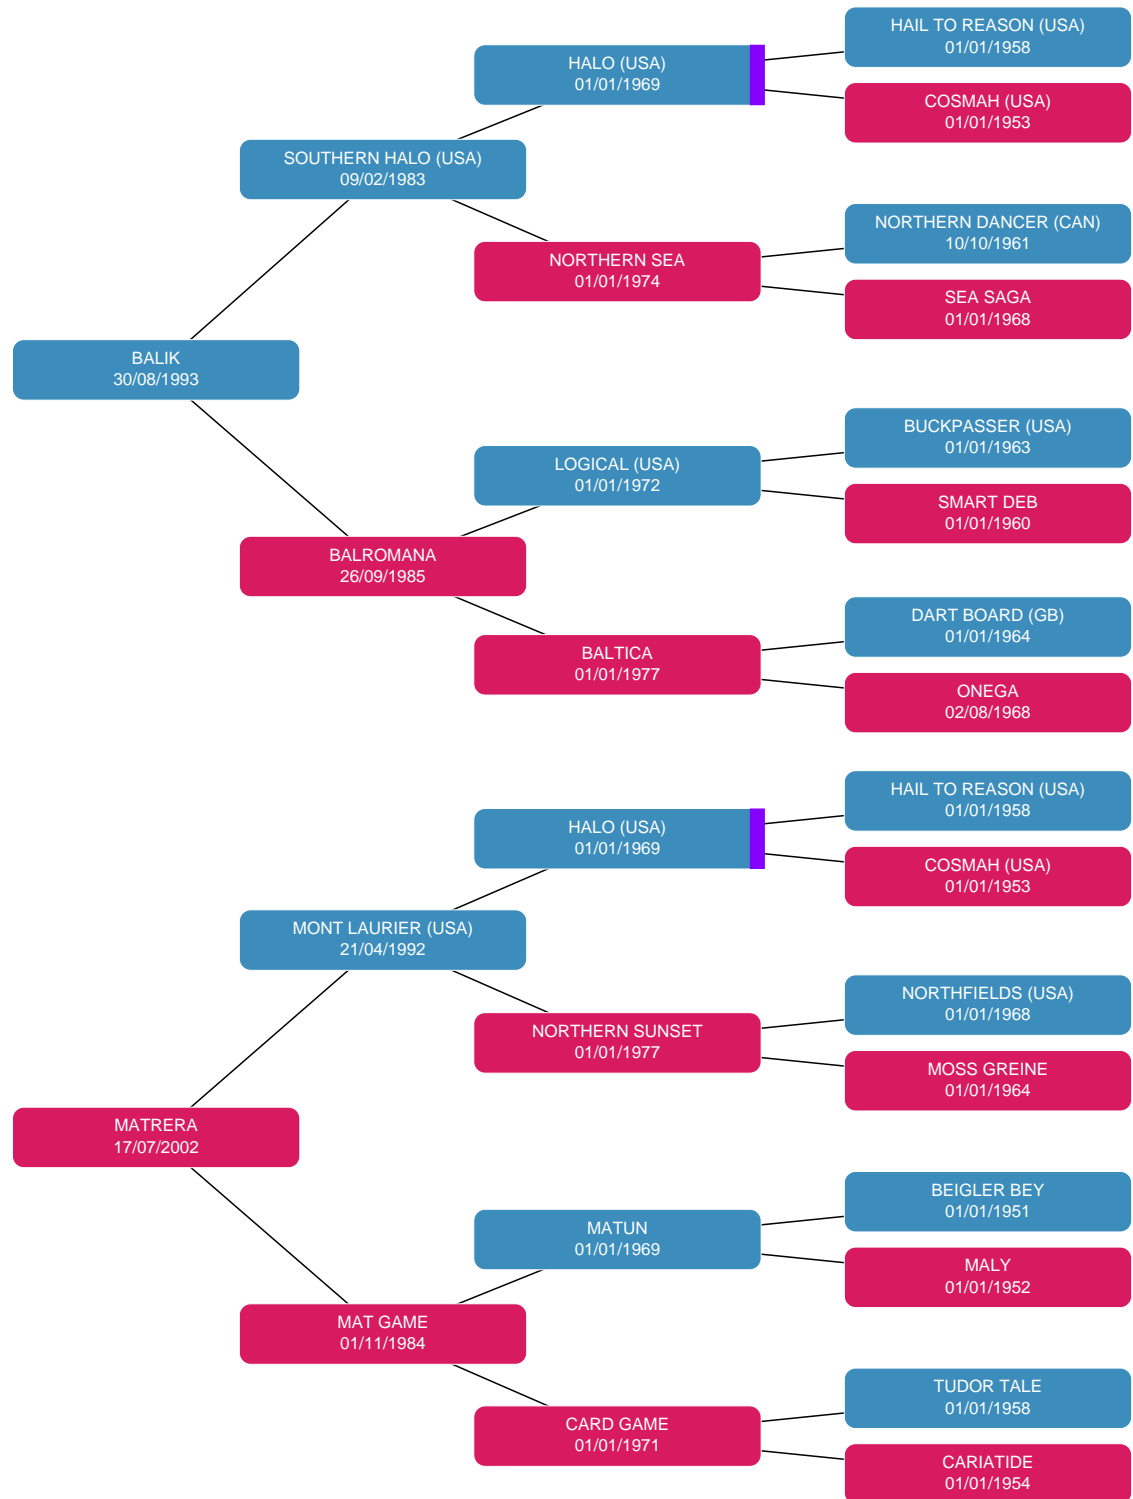 HAIL TO REASON (USA)
01/01/1958
HALO (USA)
01/01/1969
COSMAH (USA)
01/01/1953
SOUTHERN HALO (USA)
09/02/1983
NORTHERN DANCER (CAN)
10/10/1961
NORTHERN SEA
01/01/1974
SEA SAGA
01/01/1968
BALIK
30/08/1993
BUCKPASSER (USA)
01/01/1963
LOGICAL (USA)
01/01/1972
SMART DEB
01/01/1960
BALROMANA
26/09/1985
DART BOARD (GB)
01/01/1964
BALTICA
01/01/1977
ONEGA
02/08/1968
HAIL TO REASON (USA)
01/01/1958
HALO (USA)
01/01/1969
COSMAH (USA)
01/01/1953
MONT LAURIER (USA)
21/04/1992
NORTHFIELDS (USA)
01/01/1968
NORTHERN SUNSET
01/01/1977
MOSS GREINE
01/01/1964
MATRERA
17/07/2002
BEIGLER BEY
01/01/1951
MATUN
01/01/1969
MALY
01/01/1952
MAT GAME
01/11/1984
TUDOR TALE
01/01/1958
CARD GAME
01/01/1971
CARIATIDE
01/01/1954